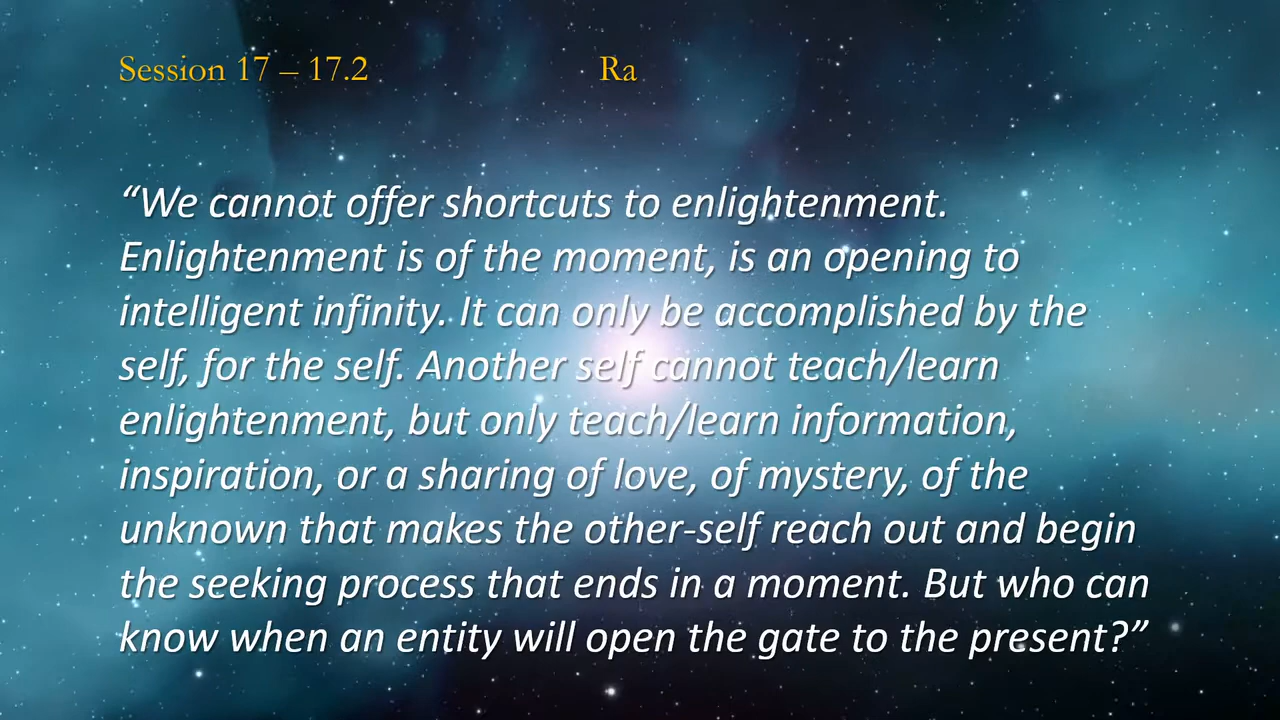 Session 17 – 17.2 Ra
“We cannot offer shortcuts to enlightenment.
Enlightenment is of the moment, is an opening to
intelligent infinity. It can only be accomplished by the
self, for the self. Another self cannot teach/learn
enlightenment, but only teach/learn information,
inspiration, or a sharing of love, of mystery, of the
unknown that makes the other-self reach out and begin
the seeking process that ends in a moment. But who can
know when an entity will open the gate to the present?”